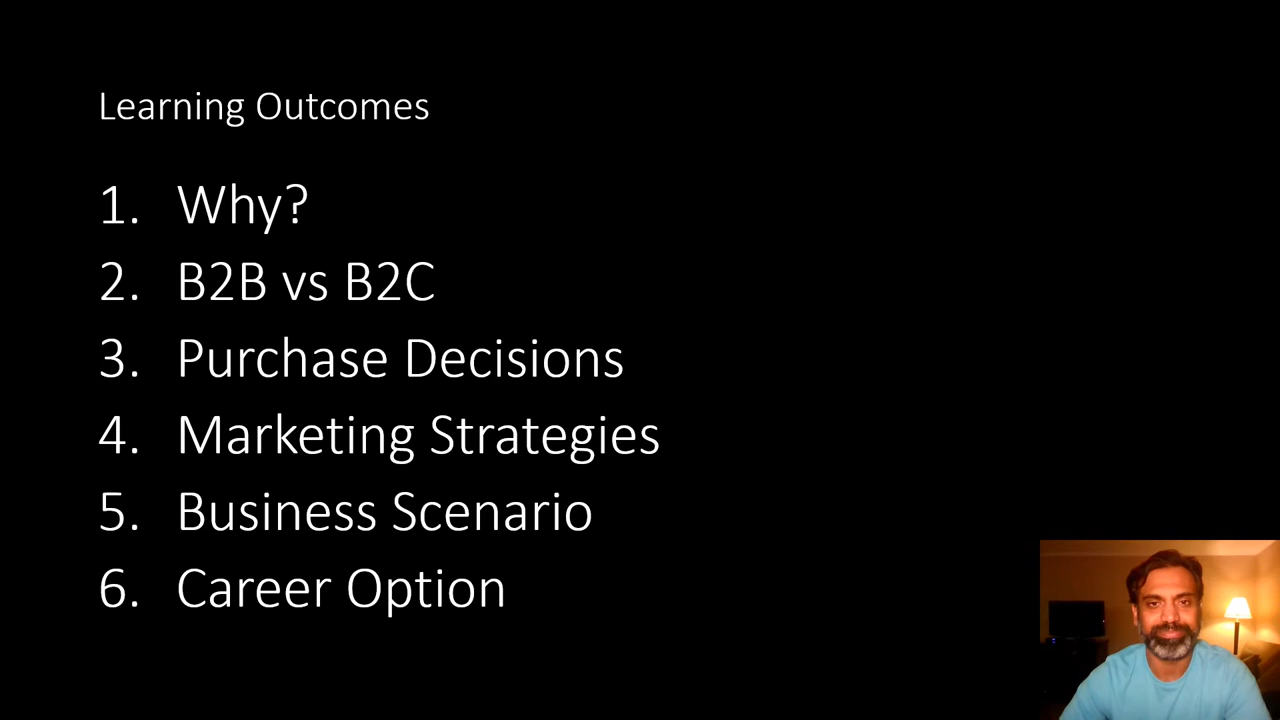 Learning Outcomes
1. Why?
2. B2B vs B2C
3. Purchase Decisions
4. Marketing Strategies
5. Business Scenario
6. Career Option